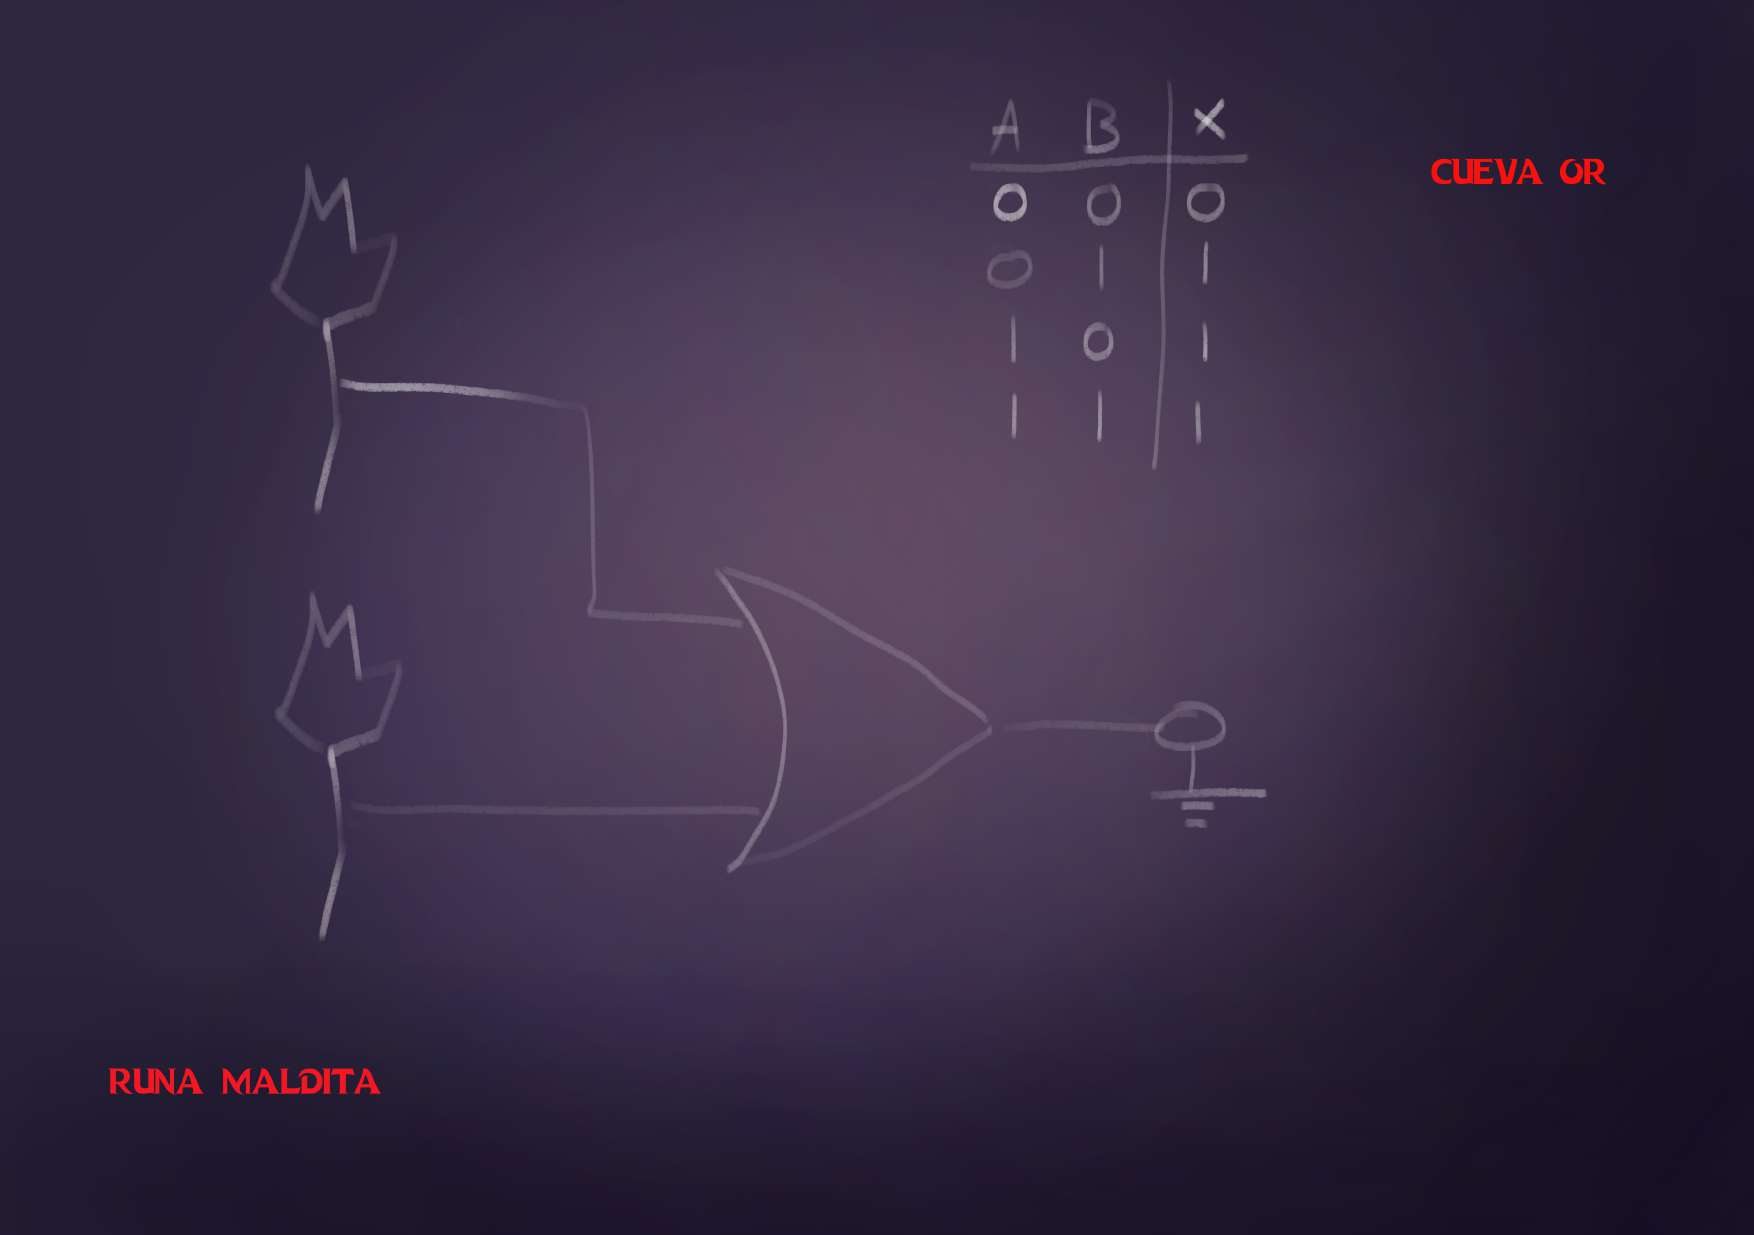 A B X
0 0 0
0 1 1
1 0 1
1 1 1
CUEVA OR
RUNA MALDITA